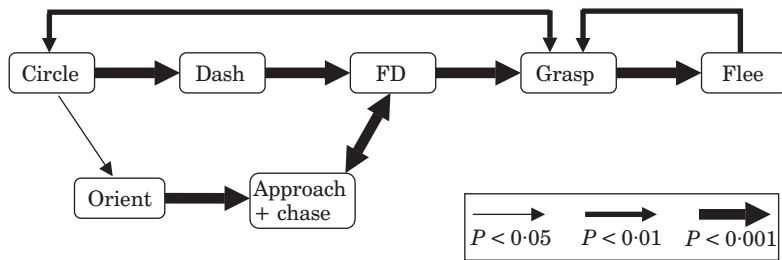 Circle
Dash
FD
Grasp
Flee
Orient
Approach
+ chase
P < 0·05
P < 0·01
P < 0·001